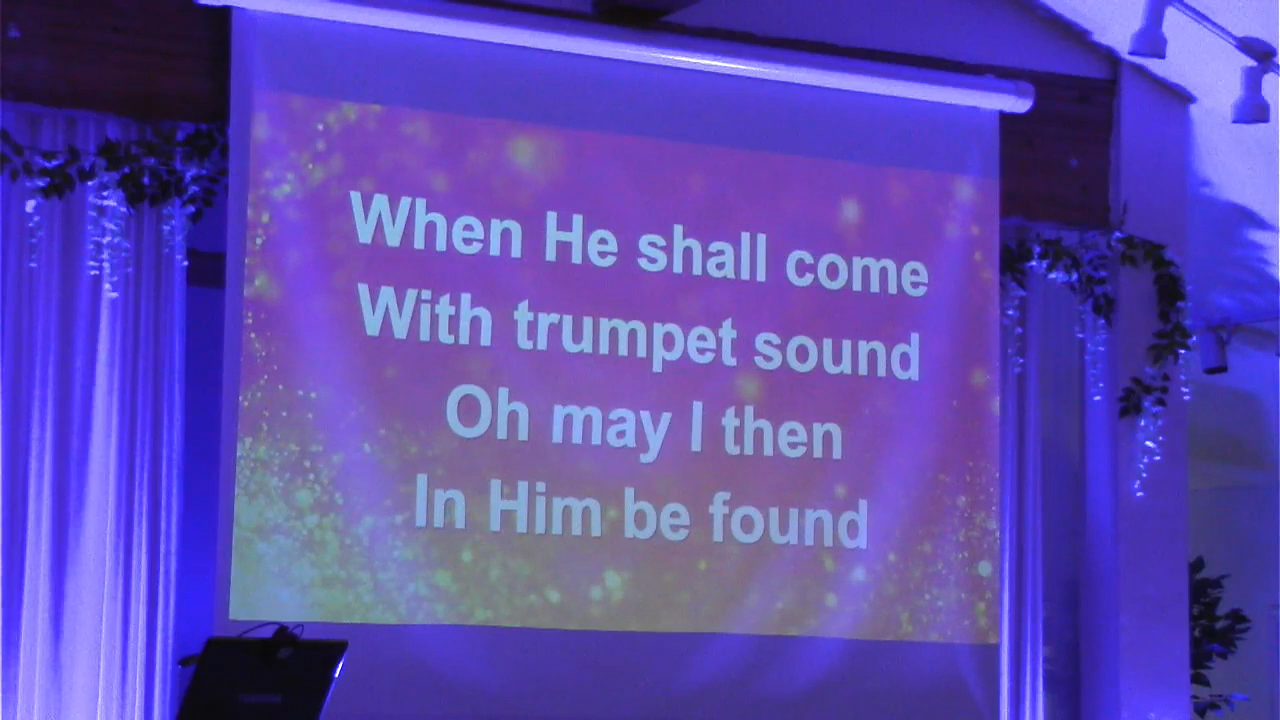 When He shall come
With trumpet sound
Oh may I then
In Him be found